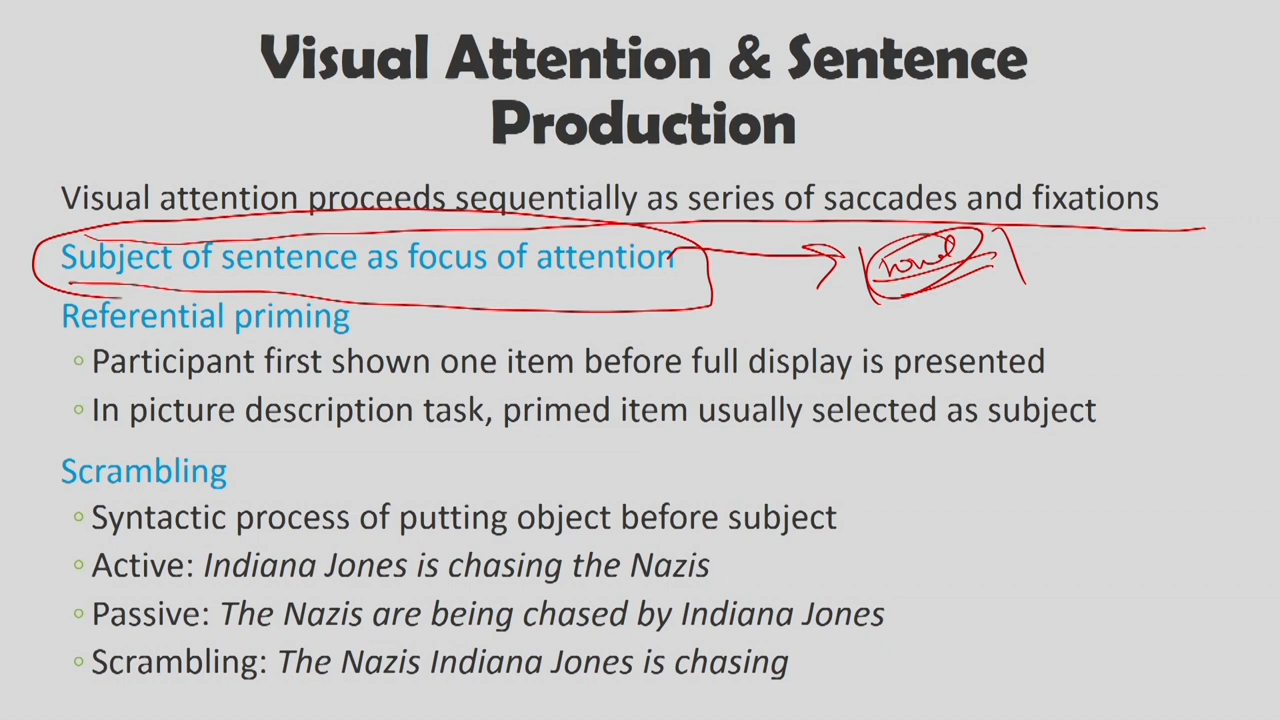 Visual Attention & Sentence
Production
Visual attention proceeds sequentially as series of saccades and fixations
Subject of sentence as focus of attention
Referential priming
◦ Participant first shown one item before full display is presented
◦ In picture description task, primed item usually selected as subject
Scrambling
◦ Syntactic process of putting object before subject
◦ Active: Indiana Jones is chasing the Nazis
◦ Passive: The Nazis are being chased by Indiana Jones
◦ Scrambling: The Nazis Indiana Jones is chasing